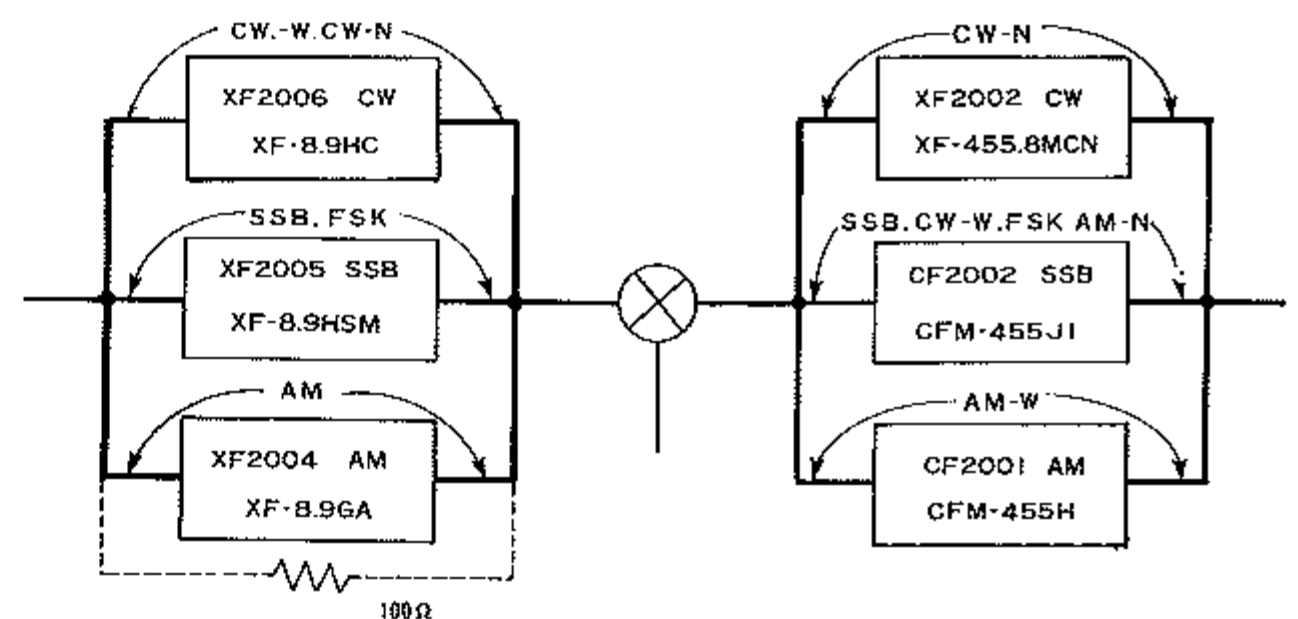 CW.-W.CW-N
XF2006 CW
XF-8.9HC
SSB.FSK
XF2005 SSB
XF-8.9HSM
AM
XF2004 AM
XF-8.9GA
100Ω
CW-N
XF2002 CW
XF-455.8MCN
SSB.CW-W.FSK AM-N
CF2002 SSB
CFM-455J1
AM-W
CF2001 AM
CFM-455H